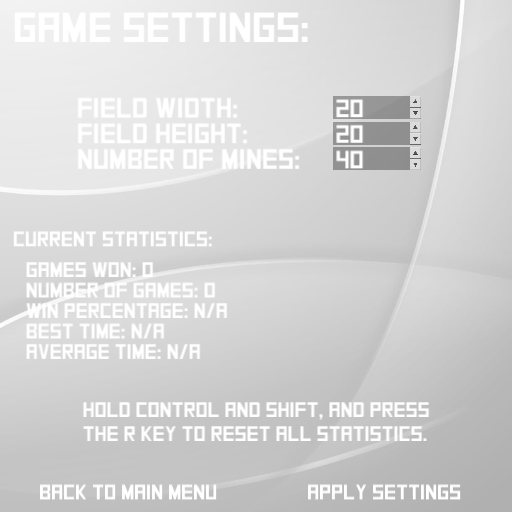 GAME SETTINGS:
FIELD WIDTH: 20
FIELD HEIGHT: 20
NUMBER OF MINES: 40
CURRENT STATISTICS:
GAMES WON: 0
NUMBER OF GAMES: 0
WIN PERCENTAGE: N/A
BEST TIME: N/A
AVERAGE TIME: N/A
HOLD CONTROL AND SHIFT, AND PRESS
THE R KEY TO RESET ALL STATISTICS.
BACK TO MAIN MENU APPLY SETTINGS